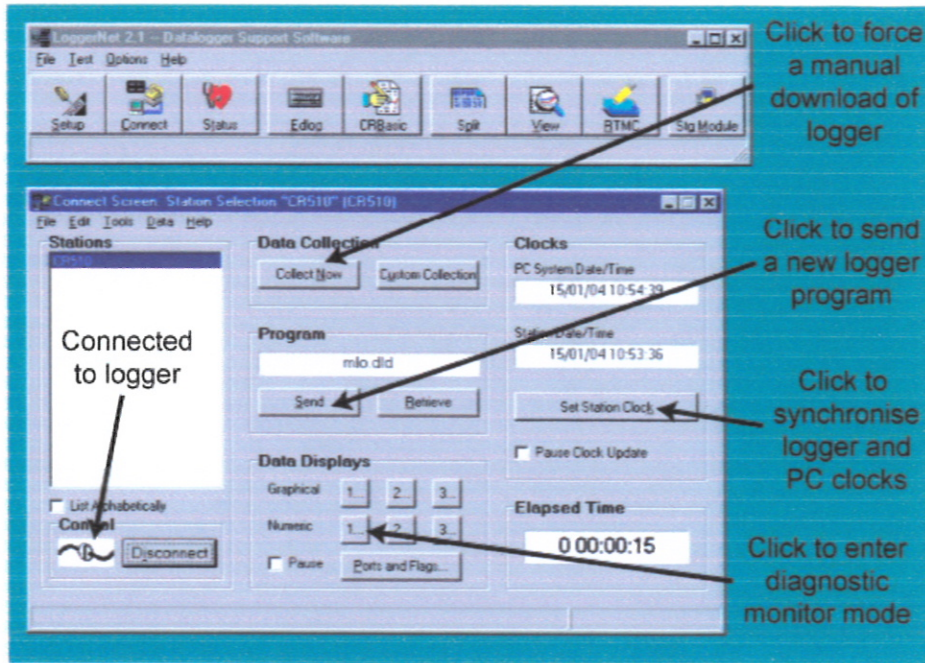 LoggerNet 2.1 -- Datalogger Support Software
File Test Options Help
Setup Connect Status Edlog CRBasic Split View RTMC Stg Module
Click to force
a manual
download of
logger
Connect Screen: Station Selection "CR510" (CR510)
File Edit Tools Data Help
Stations
CR510
Connected
to logger
List Alphabetically
Control
Disconnect
Data Collection
Collect Now Custom Collection
Program
mlo.dld
Send Retrieve
Data Displays
Graphical 1... 2... 3...
Numeric 1... 2... 3...
Pause Ports and Flags...
Clocks
PC System Date/Time
15/01/04 10:54:39
Station Date/Time
15/01/04 10:53:36
Set Station Clock
Pause Clock Update
Elapsed Time
0 00:00:15
Click to send
a new logger
program
Click to
synchronise
logger and
PC clocks
Click to enter
diagnostic
monitor mode